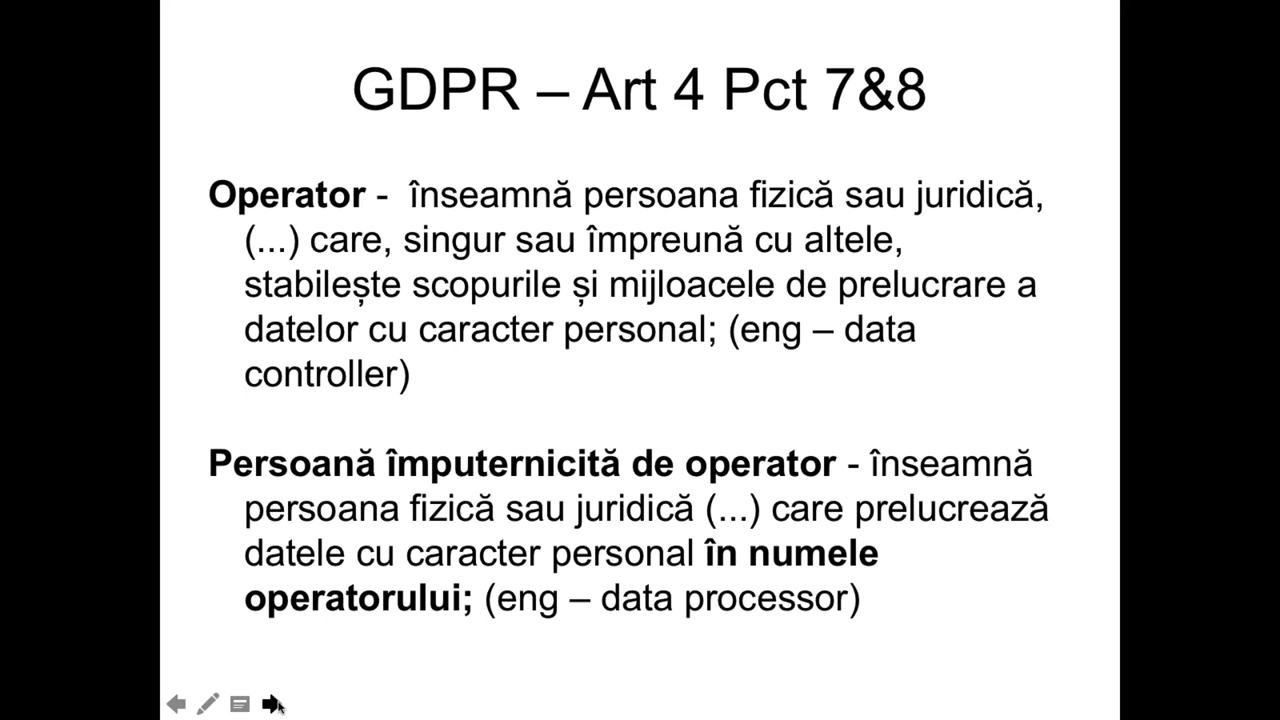 GDPR – Art 4 Pct 7&8
Operator -  înseamnă persoana fizică sau juridică,
(...) care, singur sau împreună cu altele,
stabilește scopurile și mijloacele de prelucrare a
datelor cu caracter personal; (eng – data
controller)
Persoană împuternicită de operator - înseamnă
persoana fizică sau juridică (...) care prelucrează
datele cu caracter personal în numele
operatorului; (eng – data processor)